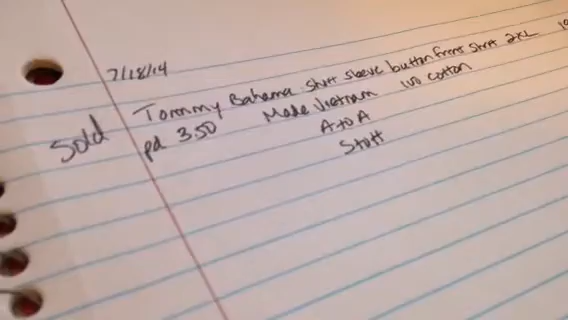 7/18/14
Tommy Bahama short sleeve button front shirt 2XL
Sold pd 3.50 Made Vietnam 100 cotton
A to A